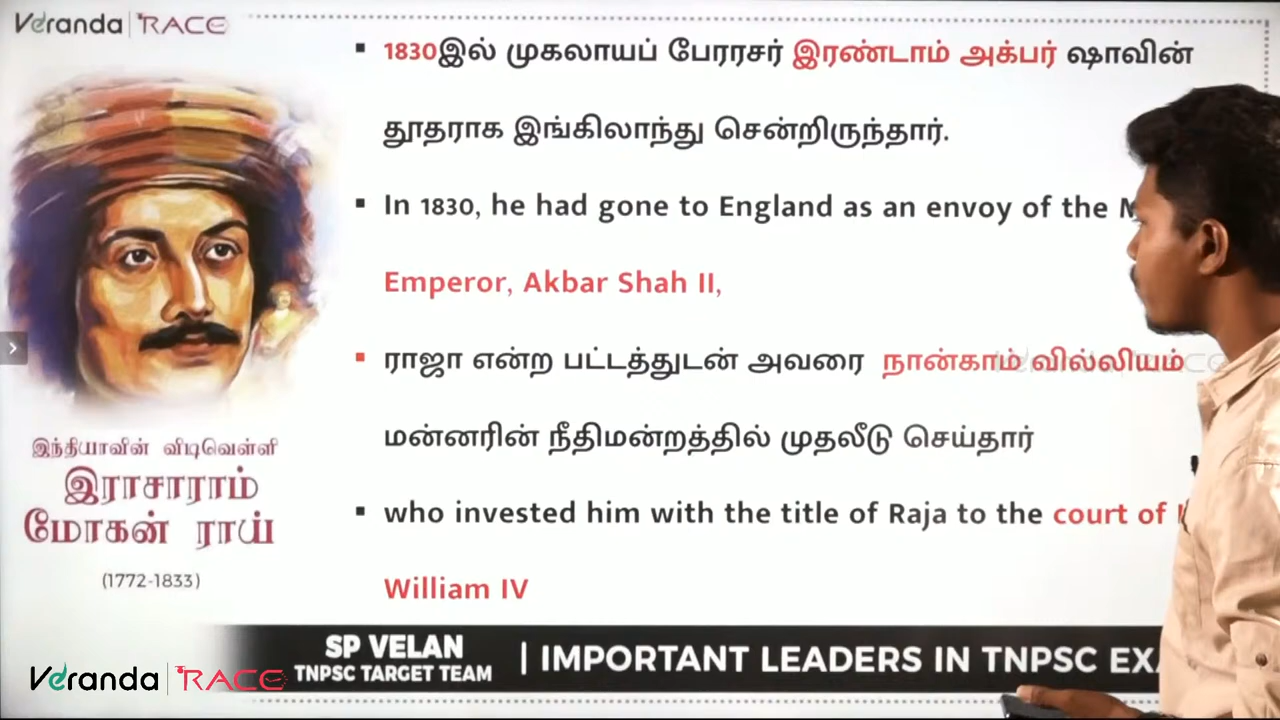 Veranda RACE
1830இல் முகலாயப் பேரரசர் இரண்டாம் அக்பர் ஷாவின்
தூதராக இங்கிலாந்து சென்றிருந்தார்.
In 1830, he had gone to England as an envoy of the
Emperor, Akbar Shah II,
ராஜா என்ற பட்டத்துடன் அவரை நான்காம் வில்லியம்
மன்னரின் நீதிமன்றத்தில் முதலீடு செய்தார்
who invested him with the title of Raja to the court of
William IV
இந்தியாவின் விடிவெள்ளி
இராசாராம்
மோகன் ராய்
(1772-1833)
SP VELAN
TNPSC TARGET TEAM
IMPORTANT LEADERS IN TNPSC
Veranda RACE